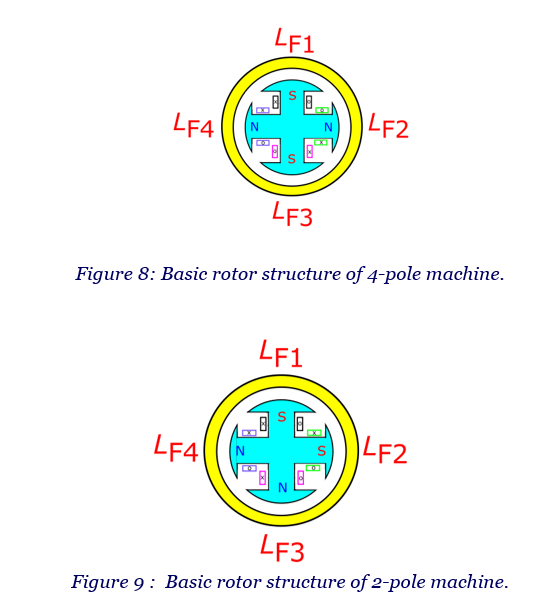 LF1
S
LF4 N N LF2
S
LF3
Figure 8: Basic rotor structure of 4-pole machine.
LF1
S
LF4 N S LF2
N
LF3
Figure 9 : Basic rotor structure of 2-pole machine.